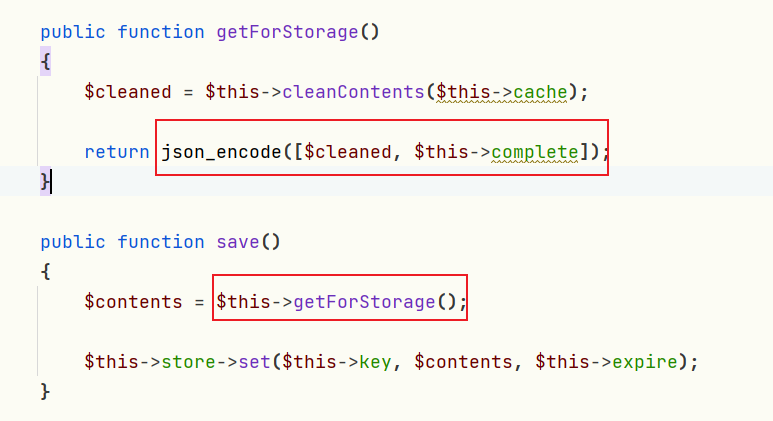 public function getForStorage()
{
    $cleaned = $this->cleanContents($this->cache);
    return json_encode([$cleaned, $this->complete]);
}
public function save()
{
    $contents = $this->getForStorage();
    $this->store->set($this->key, $contents, $this->expire);
}